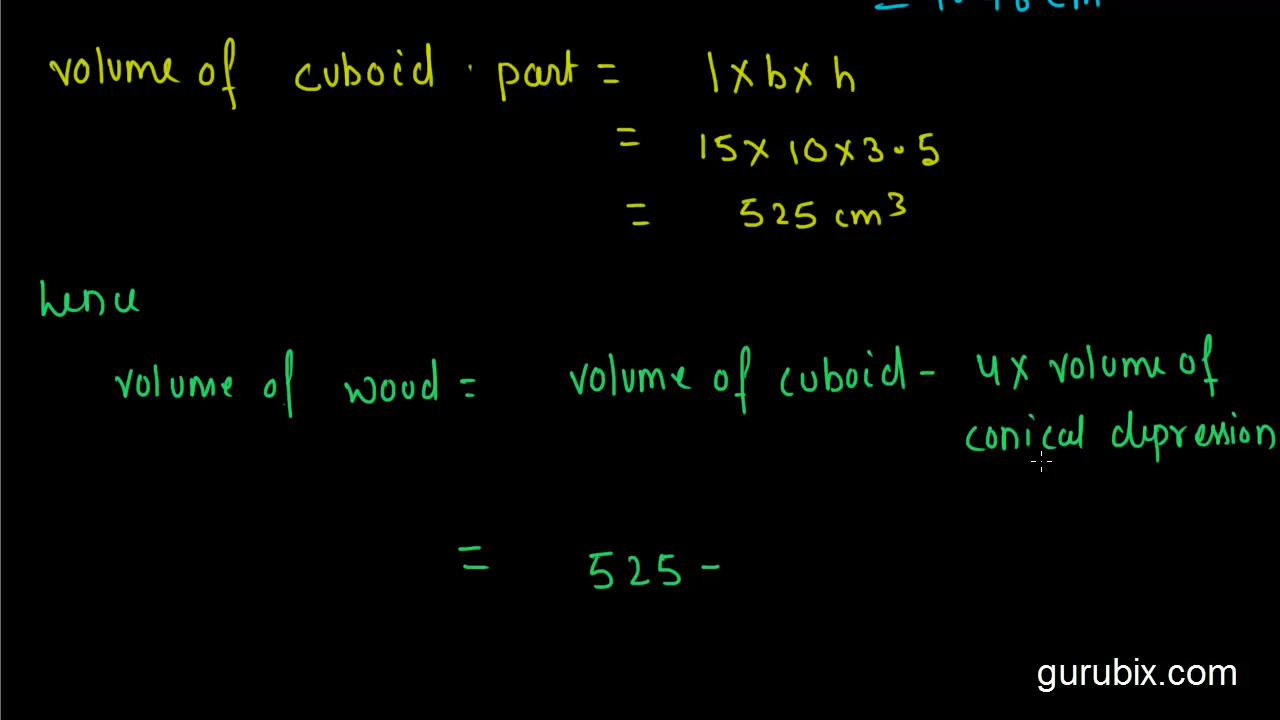 volume of cuboid . part = l x b x h
= 15 x 10 x 3.5
= 525 cm³
hence
volume of wood = volume of cuboid - 4 x volume of
conical depression
= 525 -
gurubix.com